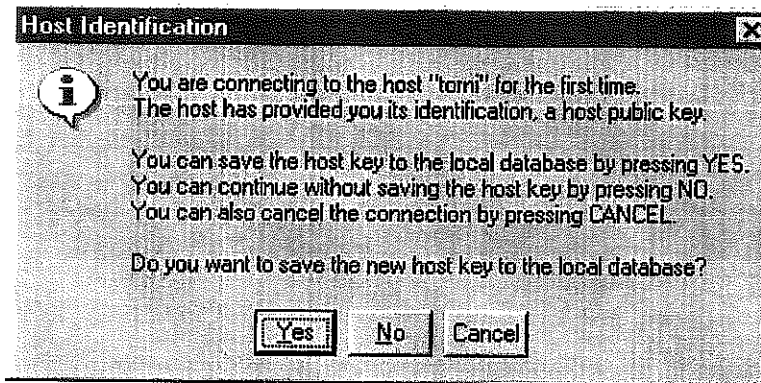 Host Identification
You are connecting to the host "torni" for the first time.
The host has provided you its identification, a host public key.
You can save the host key to the local database by pressing YES.
You can continue without saving the host key by pressing NO.
You can also cancel the connection by pressing CANCEL.
Do you want to save the new host key to the local database?
Yes No Cancel